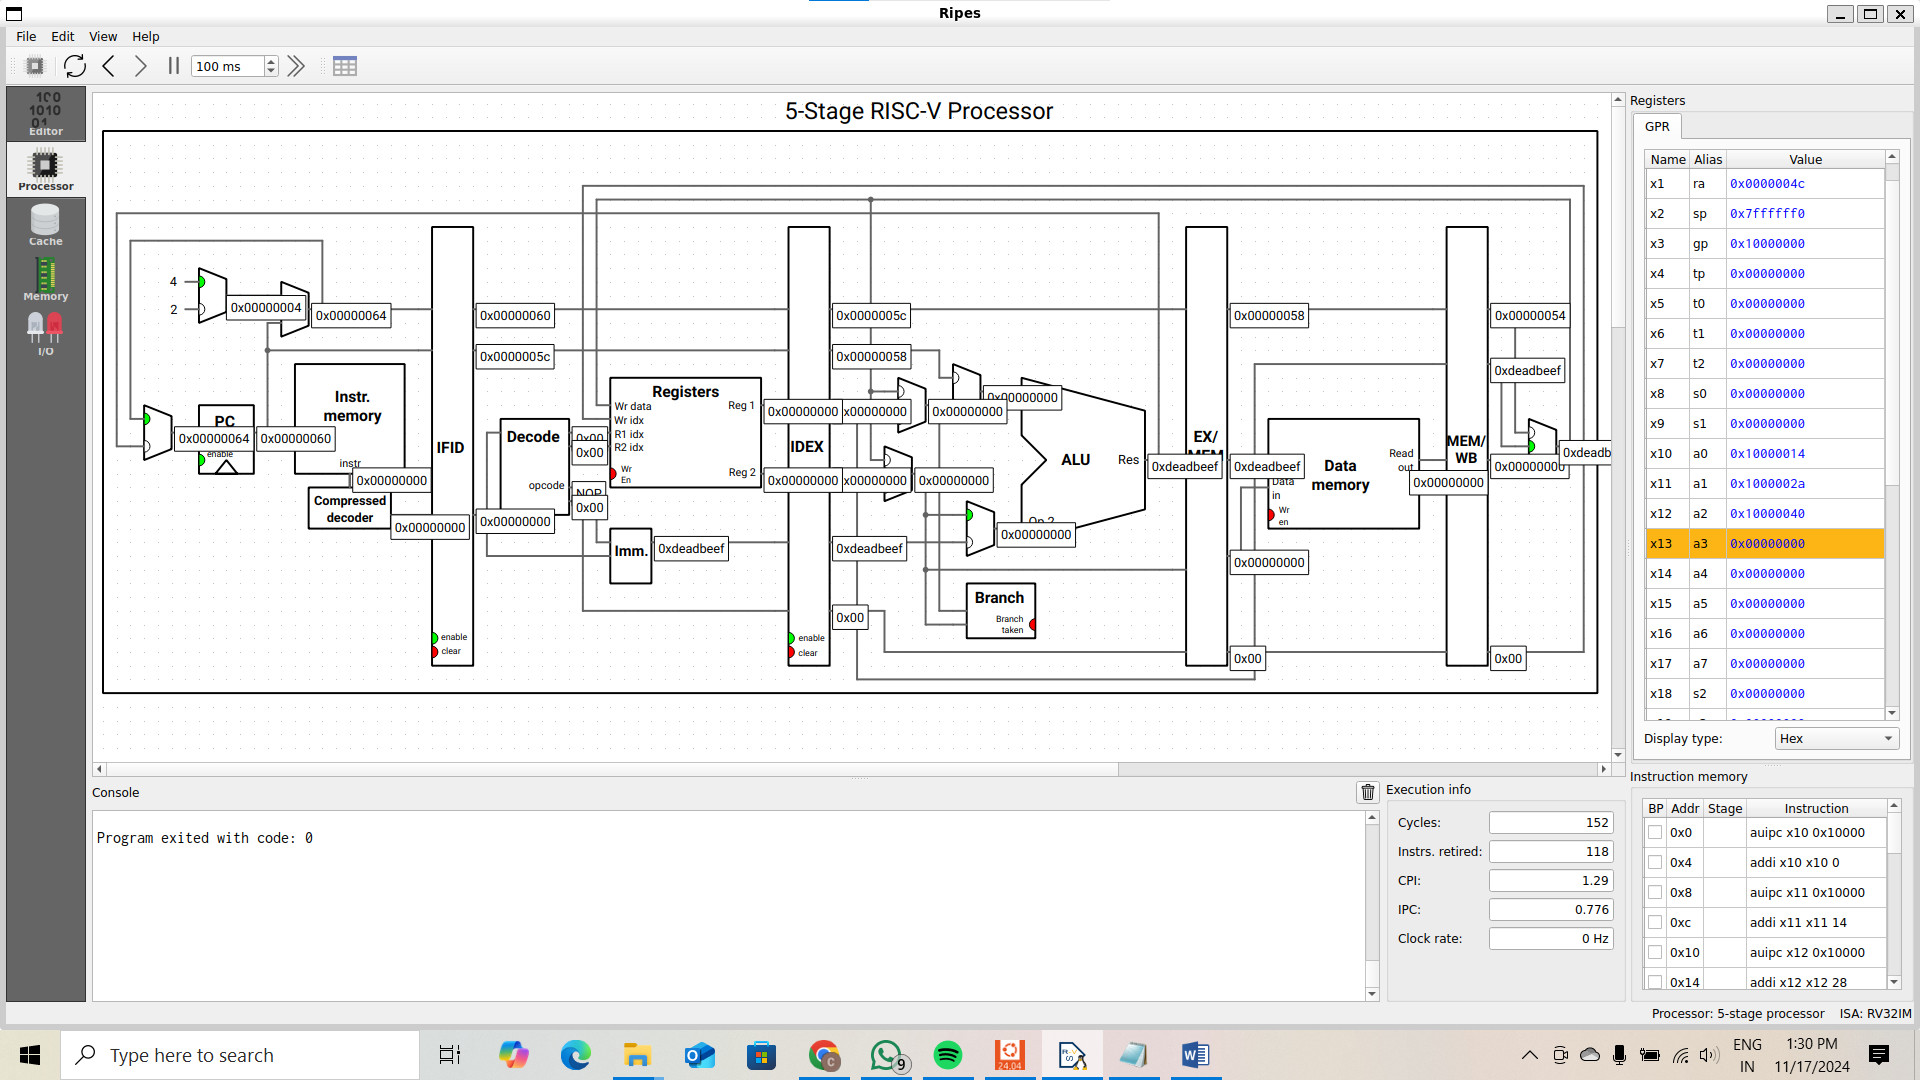 Ripes
File Edit View Help
100 ms
Editor
Processor
Cache
Memory
I/O
5-Stage RISC-V Processor
4
2
0x00000004
0x00000064
0x00000060
0x0000005c
0x0000005c
0x00000058
0x00000058
0x00000054
0xdeadbeef
Instr.
memory
instr
PC
enable
0x00000064
0x00000060
0x00000000
Compressed
decoder
0x00000000
IFID
enable
clear
Decode
opcode
0x00000000
0x00
0x00
NOP
0x00
Registers
Wr data
Wr idx
R1 idx
R2 idx
Wr
En
Reg 1
Reg 2
0x00000000
0x00000000
Imm.
0xdeadbeef
IDEX
enable
clear
x00000000
x00000000
0xdeadbeef
0x00
0x00000000
0x00000000
0x00000000
0x00000000
ALU
Res
Op 2
Branch
Branch
taken
0xdeadbeef
EX/
MEM
0xdeadbeef
0x00000000
0x00
Data
memory
Data
in
Wr
en
Read
out
0x00000000
MEM/
WB
0x00000000
0x00
0xdeadb
Registers
GPR
Name Alias Value
x1 ra 0x0000004c
x2 sp 0x7ffffff0
x3 gp 0x10000000
x4 tp 0x00000000
x5 t0 0x00000000
x6 t1 0x00000000
x7 t2 0x00000000
x8 s0 0x00000000
x9 s1 0x00000000
x10 a0 0x10000014
x11 a1 0x1000002a
x12 a2 0x10000040
x13 a3 0x00000000
x14 a4 0x00000000
x15 a5 0x00000000
x16 a6 0x00000000
x17 a7 0x00000000
x18 s2 0x00000000
Display type: Hex
Console
Program exited with code: 0
Execution info
Cycles: 152
Instrs. retired: 118
CPI: 1.29
IPC: 0.776
Clock rate: 0 Hz
Instruction memory
BP Addr Stage Instruction
0x0 auipc x10 0x10000
0x4 addi x10 x10 0
0x8 auipc x11 0x10000
0xc addi x11 x11 14
0x10 auipc x12 0x10000
0x14 addi x12 x12 28
Processor: 5-stage processor ISA: RV32IM
Type here to search
9
24.04
ENG
IN
1:30 PM
11/17/2024